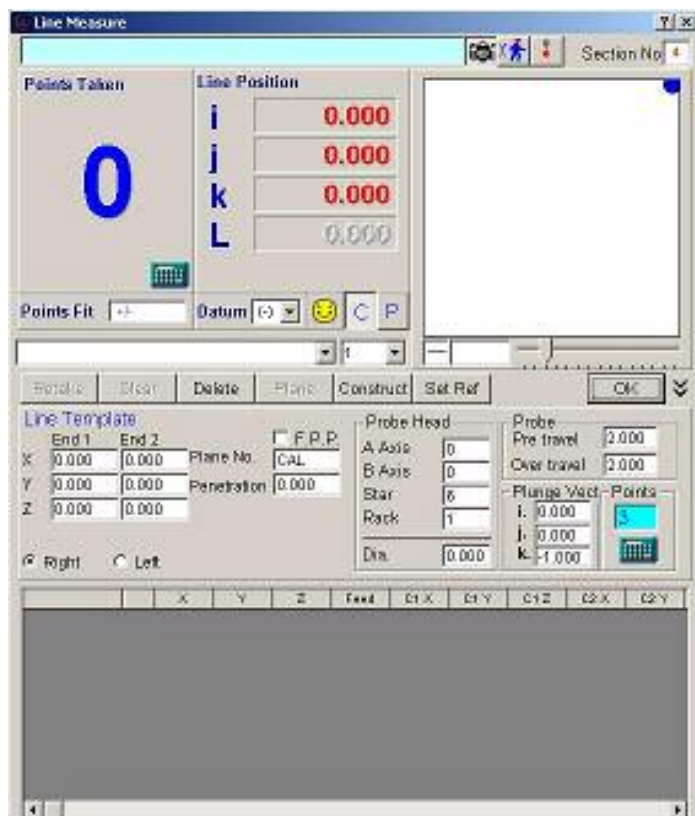 Line Measure
Section No 4
Points Taken
0
Line Position
i 0.000
j 0.000
k 0.000
L 0.000
Points Fit +/-
Datum (-) C P
1
Retake Clear Delete Plane Construct Set Ref OK
Line Template
End 1 End 2
X 0.000 0.000
Y 0.000 0.000
Z 0.000 0.000
F.P.P.
Plane No. CAL
Penetration 0.000
Right Left
Probe Head
A Axis 0
B Axis 0
Star 6
Rack 1
Dia. 0.000
Probe
Pre travel 2.000
Over travel 2.000
Plunge Vect
i. 0.000
j. 0.000
k. -1.000
Points
3
X Y Z Feed C1 X C1 Y C1 Z C2 X C2 Y